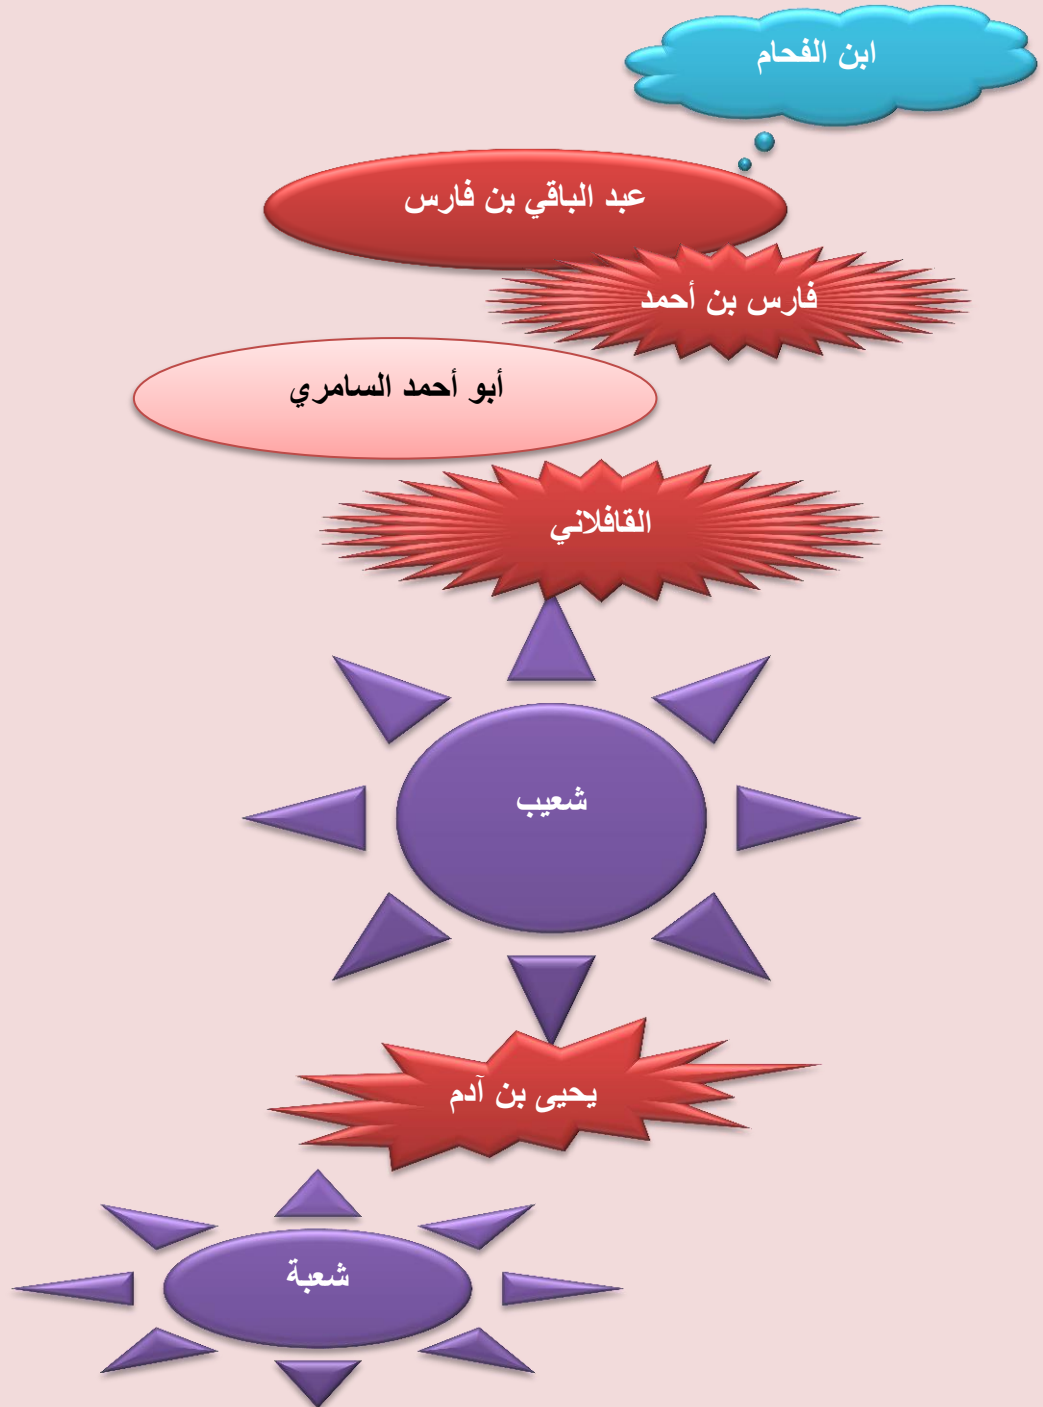 ابن الفحام
عبد الباقي بن فارس
فارس بن أحمد
أبو أحمد السامري
القافلاني
شعيب
يحيى بن آدم
شعبة